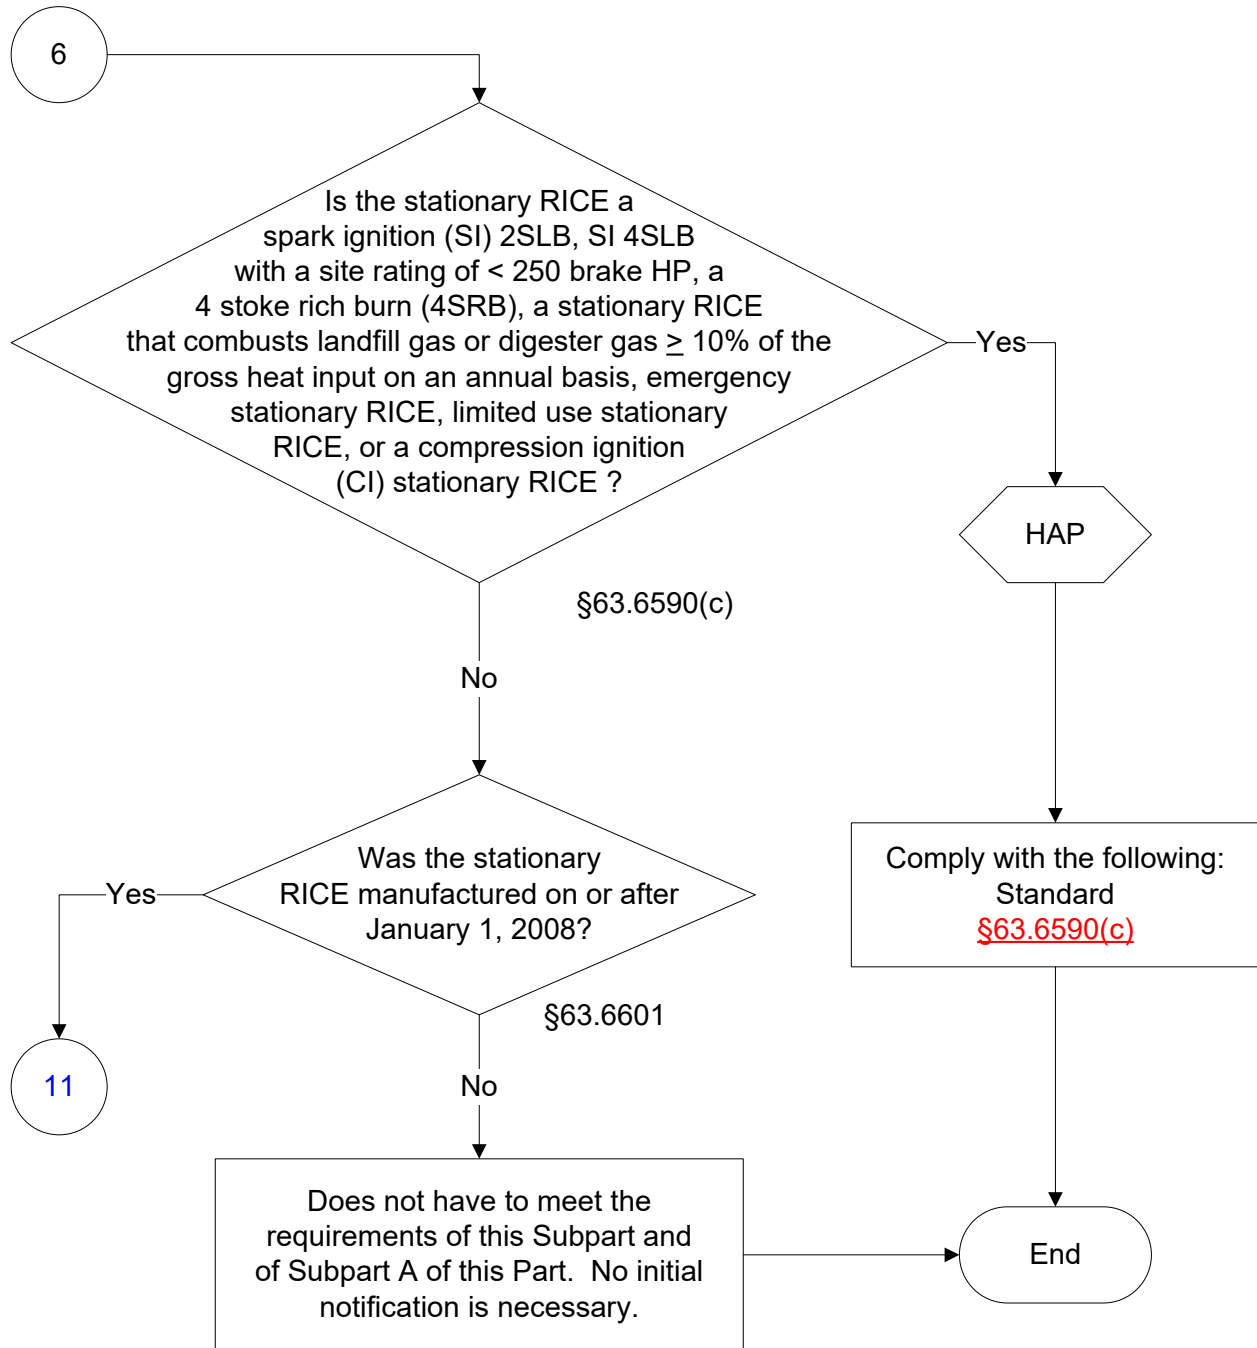 6
Is the stationary RICE a
spark ignition (SI) 2SLB, SI 4SLB
with a site rating of < 250 brake HP, a
4 stoke rich burn (4SRB), a stationary RICE
that combusts landfill gas or digester gas ≥ 10% of the
gross heat input on an annual basis, emergency
stationary RICE, limited use stationary
RICE, or a compression ignition
(CI) stationary RICE ?
Yes
HAP
§63.6590(c)
No
Was the stationary
RICE manufactured on or after
January 1, 2008?
Yes
Comply with the following:
Standard
§63.6590(c)
§63.6601
11
No
Does not have to meet the
requirements of this Subpart and
of Subpart A of this Part.  No initial
notification is necessary.
End